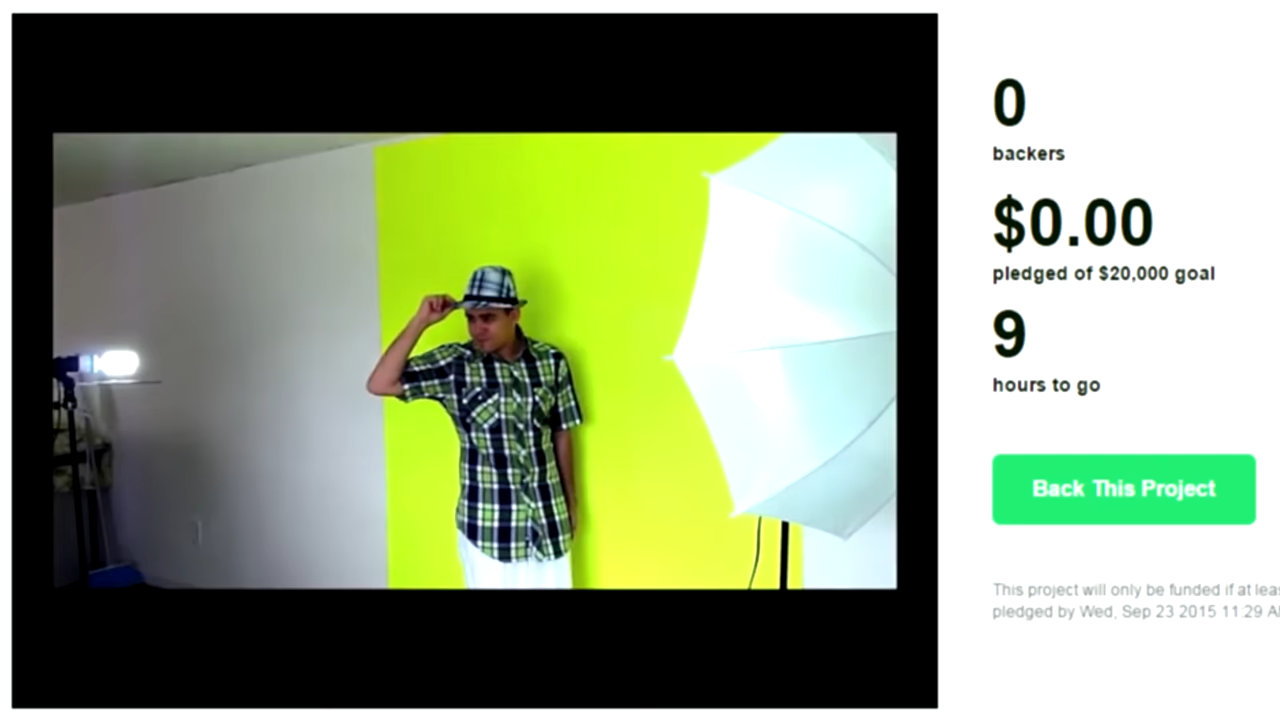 0
backers
$0.00
pledged of $20,000 goal
9
hours to go
Back This Project
This project will only be funded if at
pledged by Wed, Sep 23 2015 11:29